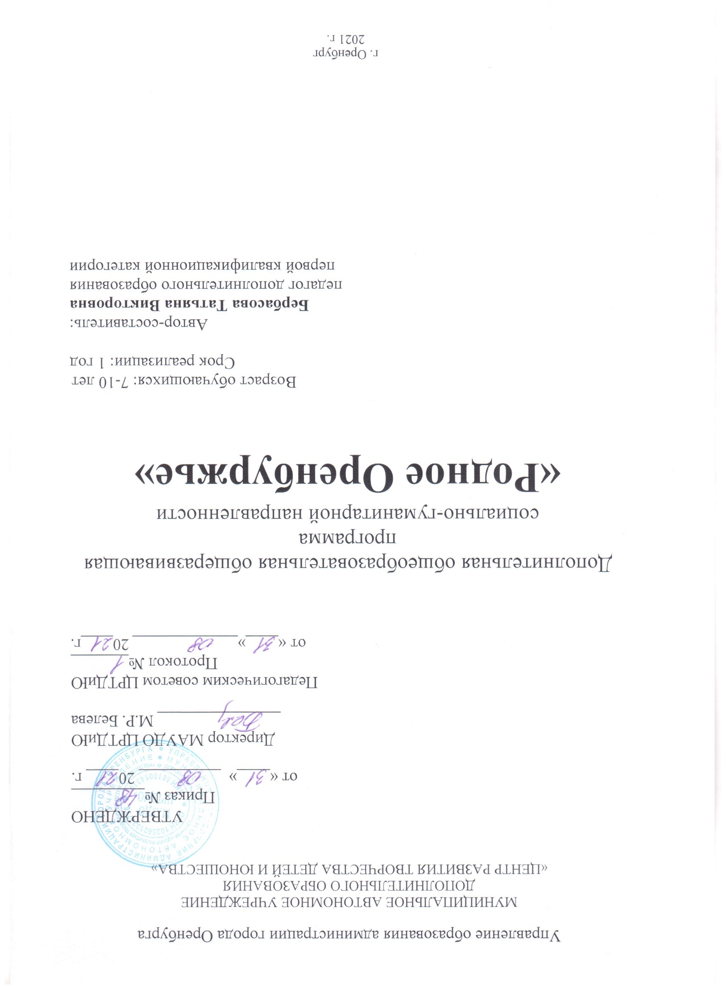 Управление образования администрации города Оренбурга
МУНИЦИПАЛЬНОЕ АВТОНОМНОЕ УЧРЕЖДЕНИЕ
ДОПОЛНИТЕЛЬНОГО ОБРАЗОВАНИЯ
«ЦЕНТР РАЗВИТИЯ ТВОРЧЕСТВА ДЕТЕЙ И ЮНОШЕСТВА»
УТВЕРЖДЕНО
Приказ № 48
от «31» 08 2021 г.
Директор МАУДО ЦРТДиЮ
М.Р. Белева
Педагогическим советом ЦРТДиЮ
Протокол № 1
от «31» 08 2021 г.
Дополнительная общеобразовательная общеразвивающая
программа
социально-гуманитарной направленности
«Родное Оренбуржье»
Возраст обучающихся: 7-10 лет
Срок реализации: 1 год
Автор-составитель:
Бербасова Татьяна Викторовна
педагог дополнительного образования
первой квалификационной категории
г. Оренбург
2021 г.